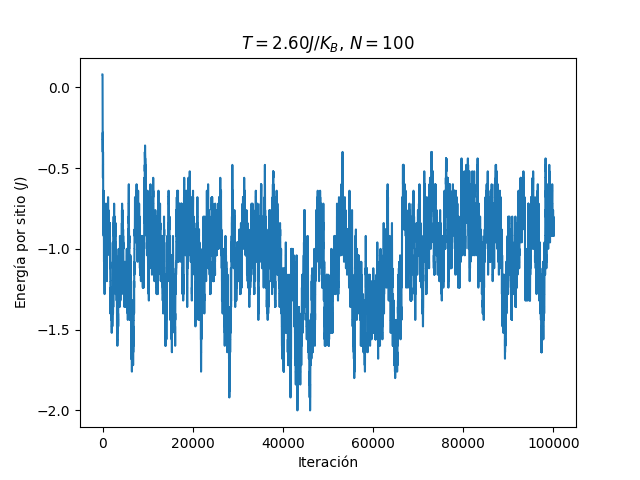 T = 2.60J/K_B, N = 100
0.0
−0.5
−1.0
−1.5
−2.0
Energía por sitio (J)
0 20000 40000 60000 80000 100000
Iteración